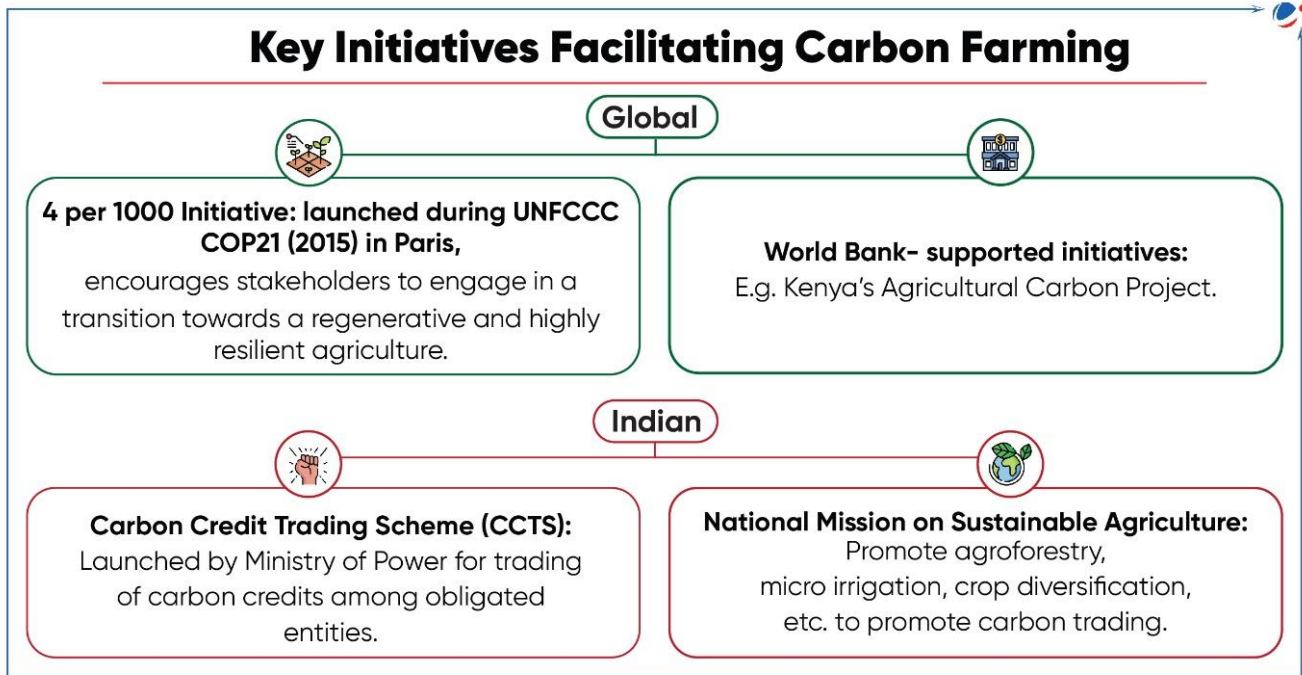 Key Initiatives Facilitating Carbon Farming
Global
4 per 1000 Initiative: launched during UNFCCC
COP21 (2015) in Paris,
encourages stakeholders to engage in a
transition towards a regenerative and highly
resilient agriculture.
World Bank- supported initiatives:
E.g. Kenya’s Agricultural Carbon Project.
Indian
Carbon Credit Trading Scheme (CCTS):
Launched by Ministry of Power for trading
of carbon credits among obligated
entities.
National Mission on Sustainable Agriculture:
Promote agroforestry,
micro irrigation, crop diversification,
etc. to promote carbon trading.